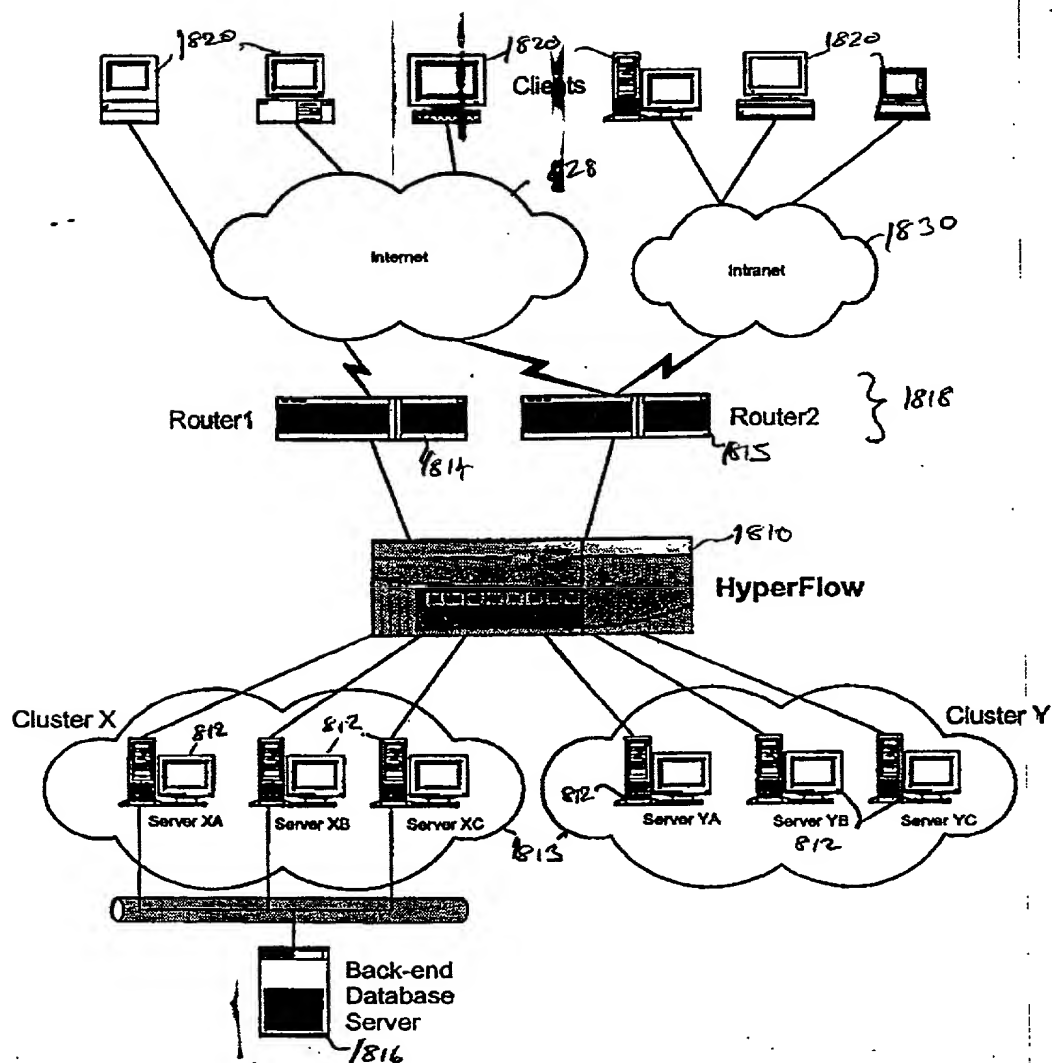 1820
1820
1820
Clients
828
Internet
1830
Intranet
Router1
1814
Router2
1815
1818
1810
HyperFlow
Cluster X
812
812
Server XA
Server XB
Server XC
1813
Cluster Y
812
Server YA
Server YB
Server YC
812
Back-end
Database
Server
1816